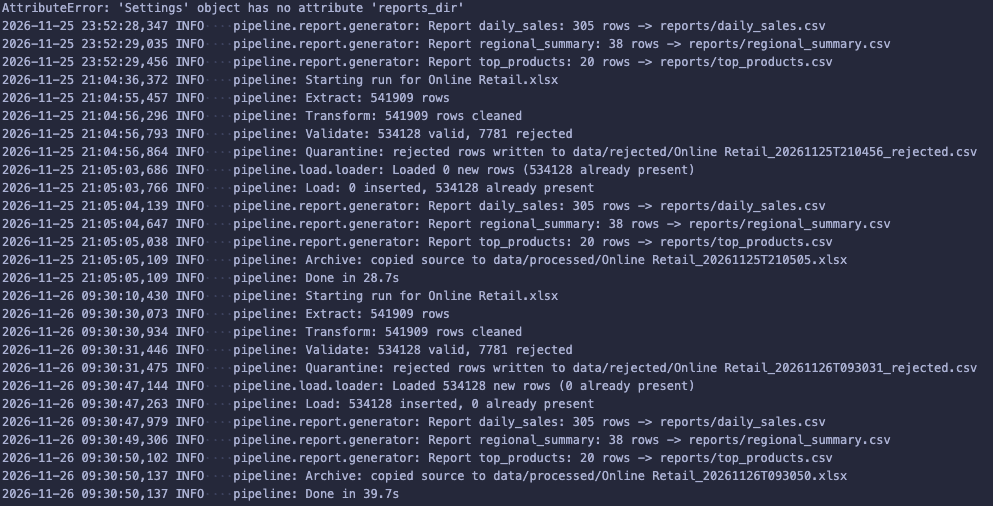 AttributeError: 'Settings' object has no attribute 'reports_dir'
2026-11-25 23:52:28,347 INFO     pipeline.report.generator: Report daily_sales: 305 rows -> reports/daily_sales.csv
2026-11-25 23:52:29,035 INFO     pipeline.report.generator: Report regional_summary: 38 rows -> reports/regional_summary.csv
2026-11-25 23:52:29,456 INFO     pipeline.report.generator: Report top_products: 20 rows -> reports/top_products.csv
2026-11-25 21:04:36,372 INFO     pipeline: Starting run for Online Retail.xlsx
2026-11-25 21:04:55,457 INFO     pipeline: Extract: 541909 rows
2026-11-25 21:04:56,296 INFO     pipeline: Transform: 541909 rows cleaned
2026-11-25 21:04:56,793 INFO     pipeline: Validate: 534128 valid, 7781 rejected
2026-11-25 21:04:56,864 INFO     pipeline: Quarantine: rejected rows written to data/rejected/Online Retail_20261125T210456_rejected.csv
2026-11-25 21:05:03,686 INFO     pipeline.load.loader: Loaded 0 new rows (534128 already present)
2026-11-25 21:05:03,766 INFO     pipeline: Load: 0 inserted, 534128 already present
2026-11-25 21:05:04,139 INFO     pipeline.report.generator: Report daily_sales: 305 rows -> reports/daily_sales.csv
2026-11-25 21:05:04,647 INFO     pipeline.report.generator: Report regional_summary: 38 rows -> reports/regional_summary.csv
2026-11-25 21:05:05,038 INFO     pipeline.report.generator: Report top_products: 20 rows -> reports/top_products.csv
2026-11-25 21:05:05,109 INFO     pipeline: Archive: copied source to data/processed/Online Retail_20261125T210505.xlsx
2026-11-25 21:05:05,109 INFO     pipeline: Done in 28.7s
2026-11-26 09:30:10,430 INFO     pipeline: Starting run for Online Retail.xlsx
2026-11-26 09:30:30,073 INFO     pipeline: Extract: 541909 rows
2026-11-26 09:30:30,934 INFO     pipeline: Transform: 541909 rows cleaned
2026-11-26 09:30:31,446 INFO     pipeline: Validate: 534128 valid, 7781 rejected
2026-11-26 09:30:31,475 INFO     pipeline: Quarantine: rejected rows written to data/rejected/Online Retail_20261126T093031_rejected.csv
2026-11-26 09:30:47,144 INFO     pipeline.load.loader: Loaded 534128 new rows (0 already present)
2026-11-26 09:30:47,263 INFO     pipeline: Load: 534128 inserted, 0 already present
2026-11-26 09:30:47,979 INFO     pipeline.report.generator: Report daily_sales: 305 rows -> reports/daily_sales.csv
2026-11-26 09:30:49,306 INFO     pipeline.report.generator: Report regional_summary: 38 rows -> reports/regional_summary.csv
2026-11-26 09:30:50,102 INFO     pipeline.report.generator: Report top_products: 20 rows -> reports/top_products.csv
2026-11-26 09:30:50,137 INFO     pipeline: Archive: copied source to data/processed/Online Retail_20261126T093050.xlsx
2026-11-26 09:30:50,137 INFO     pipeline: Done in 39.7s